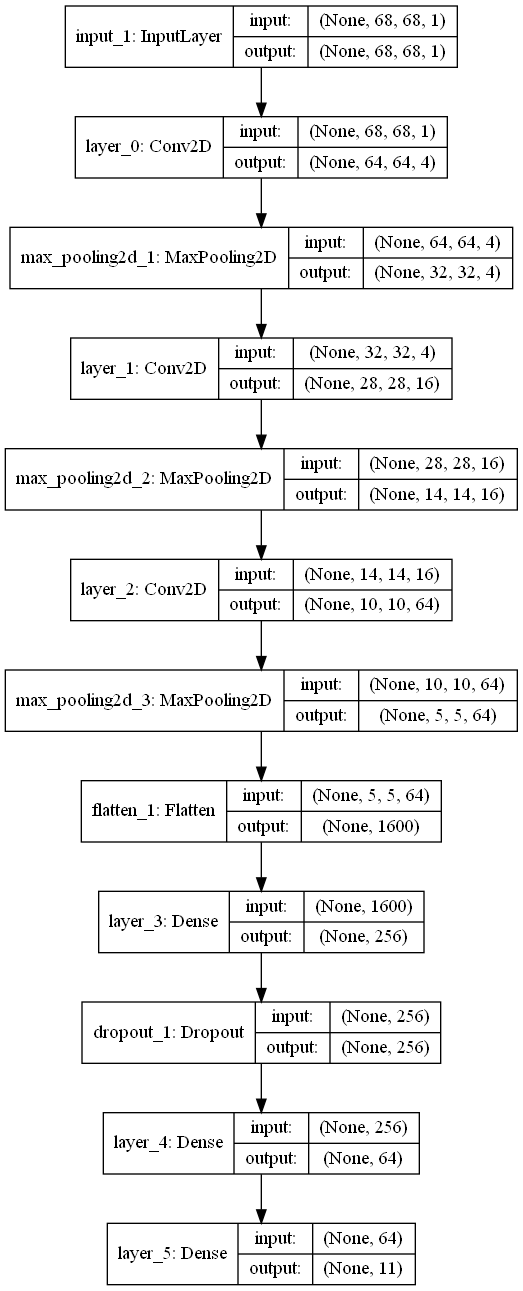 input_1: InputLayer
input: (None, 68, 68, 1)
output: (None, 68, 68, 1)
layer_0: Conv2D
input: (None, 68, 68, 1)
output: (None, 64, 64, 4)
max_pooling2d_1: MaxPooling2D
input: (None, 64, 64, 4)
output: (None, 32, 32, 4)
layer_1: Conv2D
input: (None, 32, 32, 4)
output: (None, 28, 28, 16)
max_pooling2d_2: MaxPooling2D
input: (None, 28, 28, 16)
output: (None, 14, 14, 16)
layer_2: Conv2D
input: (None, 14, 14, 16)
output: (None, 10, 10, 64)
max_pooling2d_3: MaxPooling2D
input: (None, 10, 10, 64)
output: (None, 5, 5, 64)
flatten_1: Flatten
input: (None, 5, 5, 64)
output: (None, 1600)
layer_3: Dense
input: (None, 1600)
output: (None, 256)
dropout_1: Dropout
input: (None, 256)
output: (None, 256)
layer_4: Dense
input: (None, 256)
output: (None, 64)
layer_5: Dense
input: (None, 64)
output: (None, 11)